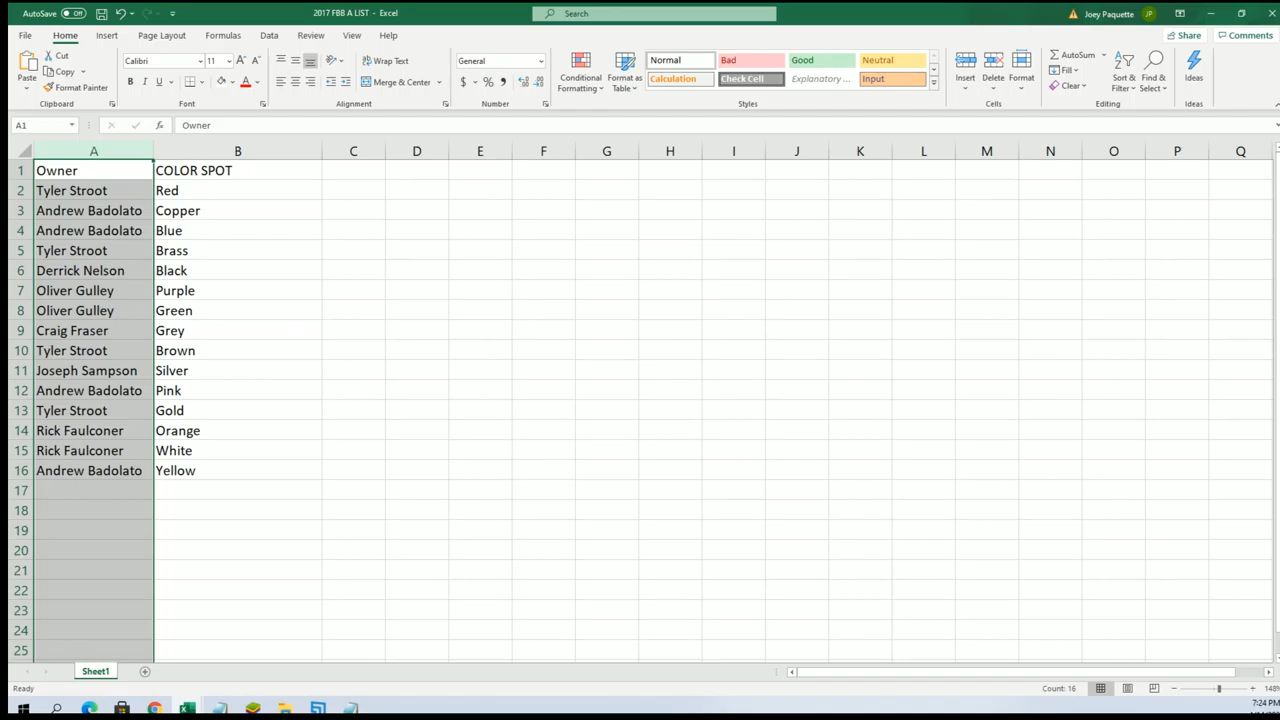 AutoSave Off 2017 FBB A LIST - Excel Search Joey Paquette JP
File Home Insert Page Layout Formulas Data Review View Help Share Comments
Paste Cut Copy Format Painter Clipboard
Calibri 11 B I U A Font
Wrap Text Merge & Center Alignment
General $ % Number
Conditional Formatting Format as Table
Normal Bad Good Neutral
Calculation Check Cell Explanatory ... Input
Styles
Insert Delete Format Cells
AutoSum Fill Clear Sort & Filter Find & Select Editing
Ideas Ideas
A1 fx Owner
A B C D E F G H I J K L M N O P Q
1 Owner COLOR SPOT
2 Tyler Stroot Red
3 Andrew Badolato Copper
4 Andrew Badolato Blue
5 Tyler Stroot Brass
6 Derrick Nelson Black
7 Oliver Gulley Purple
8 Oliver Gulley Green
9 Craig Fraser Grey
10 Tyler Stroot Brown
11 Joseph Sampson Silver
12 Andrew Badolato Pink
13 Tyler Stroot Gold
14 Rick Faulconer Orange
15 Rick Faulconer White
16 Andrew Badolato Yellow
17
18
19
20
21
22
23
24
25
Sheet1
Ready Count: 16 148%
7:24 PM